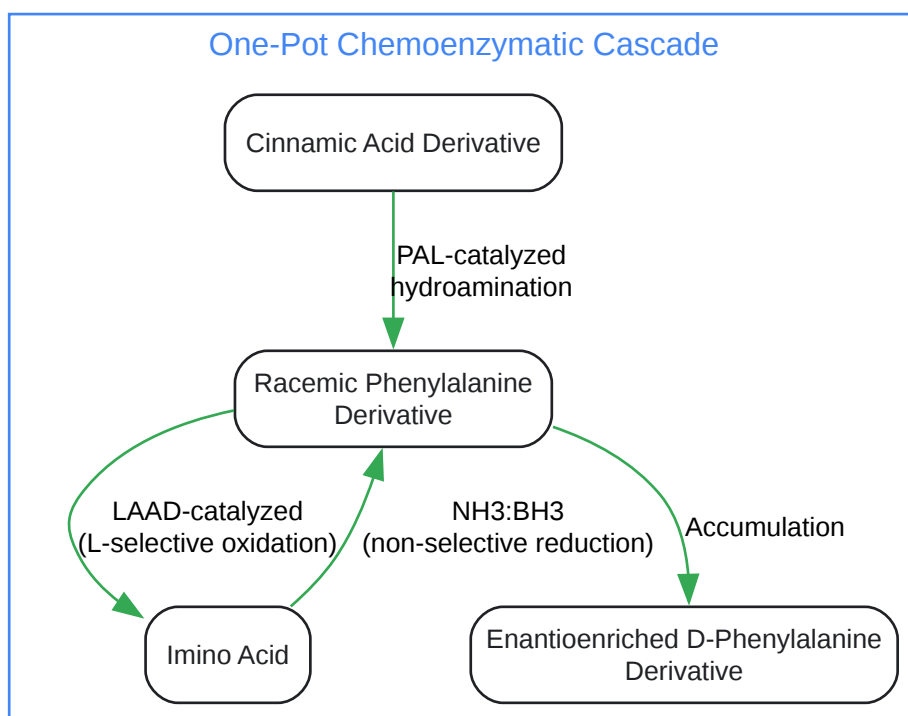 One-Pot Chemoenzymatic Cascade
Cinnamic Acid Derivative
PAL-catalyzed
hydroamination
Racemic Phenylalanine
Derivative
LAAD-catalyzed
(L-selective oxidation)
NH3:BH3
(non-selective reduction)
Accumulation
Imino Acid
Enantioenriched D-Phenylalanine
Derivative